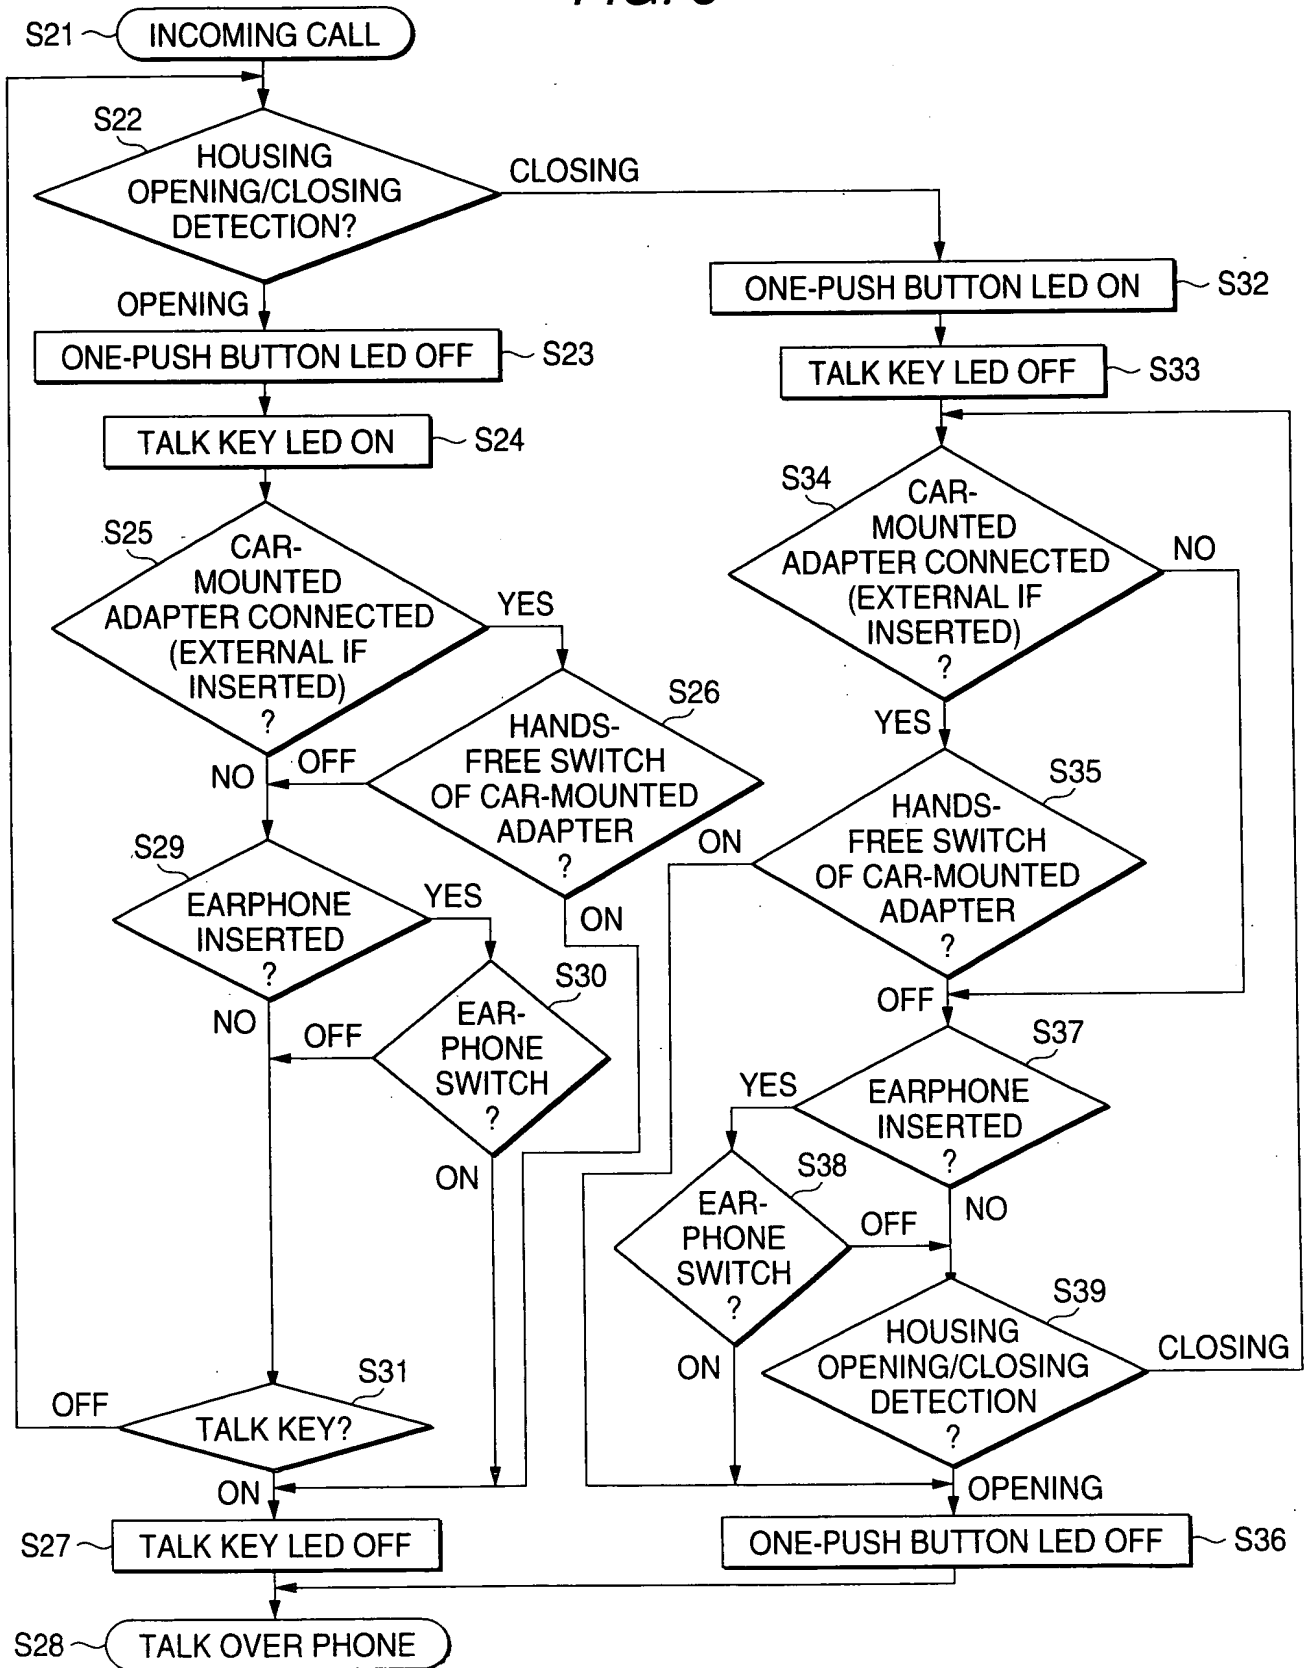 S21
INCOMING CALL
S22
HOUSING
OPENING/CLOSING
DETECTION?
CLOSING
OPENING
ONE-PUSH BUTTON LED OFF
S23
TALK KEY LED ON
S24
S25
CAR-
MOUNTED
ADAPTER CONNECTED
(EXTERNAL IF
INSERTED)
?
YES
NO
S26
HANDS-
FREE SWITCH
OF CAR-MOUNTED
ADAPTER
?
OFF
ON
S29
EARPHONE
INSERTED
?
YES
NO
S30
EAR-
PHONE
SWITCH
?
OFF
ON
S31
TALK KEY?
OFF
ON
S27
TALK KEY LED OFF
S28
TALK OVER PHONE
ONE-PUSH BUTTON LED ON
S32
TALK KEY LED OFF
S33
S34
CAR-
MOUNTED
ADAPTER CONNECTED
(EXTERNAL IF
INSERTED)
?
NO
YES
S35
HANDS-
FREE SWITCH
OF CAR-MOUNTED
ADAPTER
?
ON
OFF
S37
EARPHONE
INSERTED
?
YES
NO
S38
EAR-
PHONE
SWITCH
?
OFF
ON
S39
HOUSING
OPENING/CLOSING
DETECTION
?
CLOSING
OPENING
ONE-PUSH BUTTON LED OFF
S36